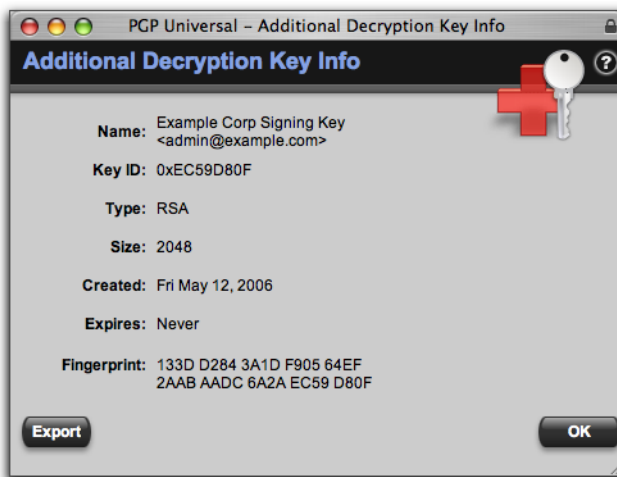 PGP Universal – Additional Decryption Key Info
Additional Decryption Key Info
?
Name: Example Corp Signing Key
<admin@example.com>
Key ID: 0xEC59D80F
Type: RSA
Size: 2048
Created: Fri May 12, 2006
Expires: Never
Fingerprint: 133D D284 3A1D F905 64EF
2AAB AADC 6A2A EC59 D80F
Export OK